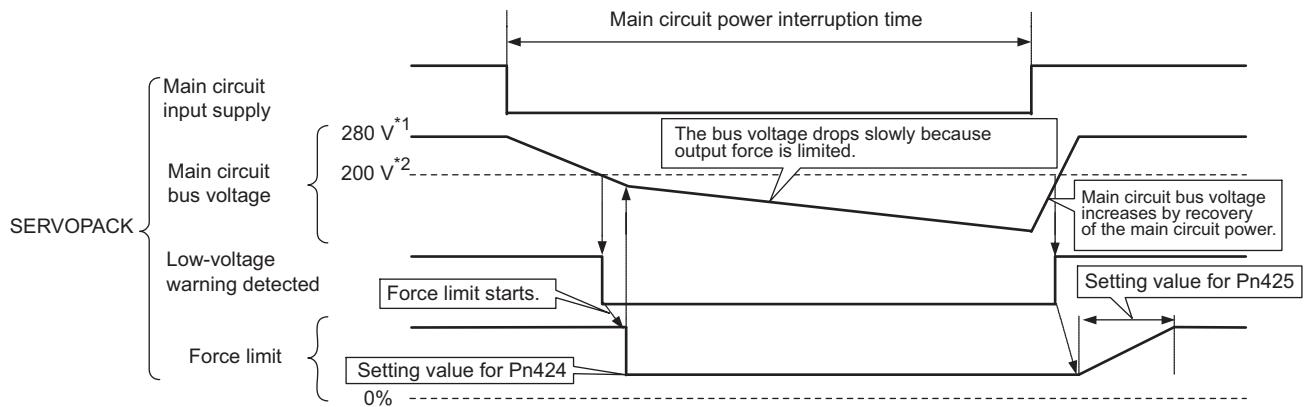 Main circuit power interruption time
Main circuit
input supply
280 V*1
The bus voltage drops slowly because
output force is limited.
200 V*2
Main circuit
bus voltage
Main circuit bus voltage
increases by recovery
of the main circuit power.
SERVOPACK
Low-voltage
warning detected
Force limit starts.
Setting value for Pn425
Force limit
Setting value for Pn424
0%